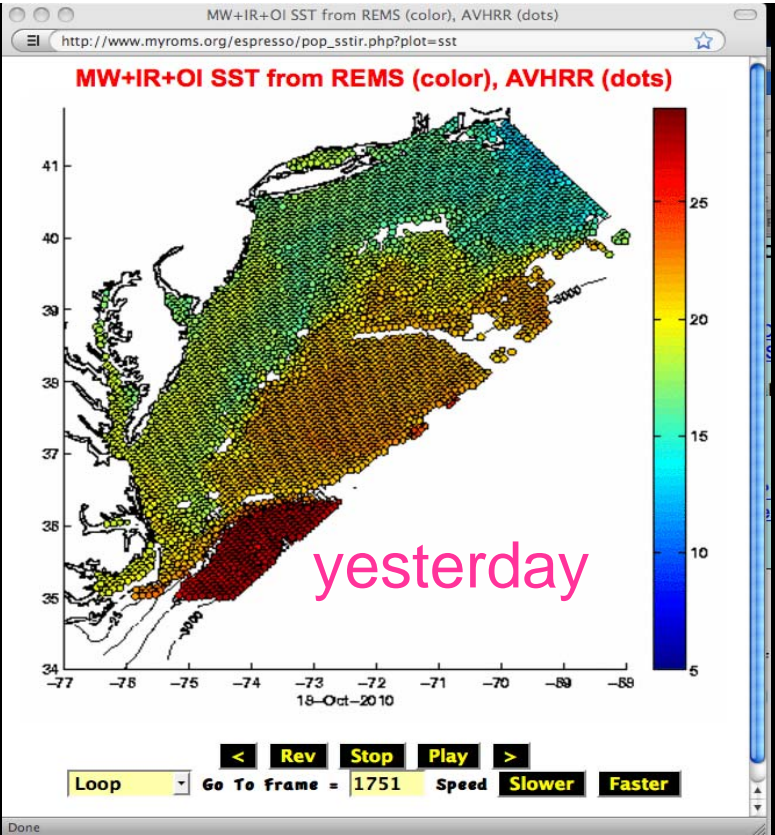 MW+IR+OI SST from REMS (color), AVHRR (dots)
http://www.myroms.org/espresso/pop_sstir.php?plot=sst
MW+IR+OI SST from REMS (color), AVHRR (dots)
41
40
39
38
37
36
35
34
25
20
15
10
5
-3000
yesterday
-25
-3000
-77 -76 -75 -74 -73 -72 -71 -70 -69 -68
18-Oct-2010
< Rev Stop Play >
Loop Go To frame = 1751 Speed Slower Faster
Done